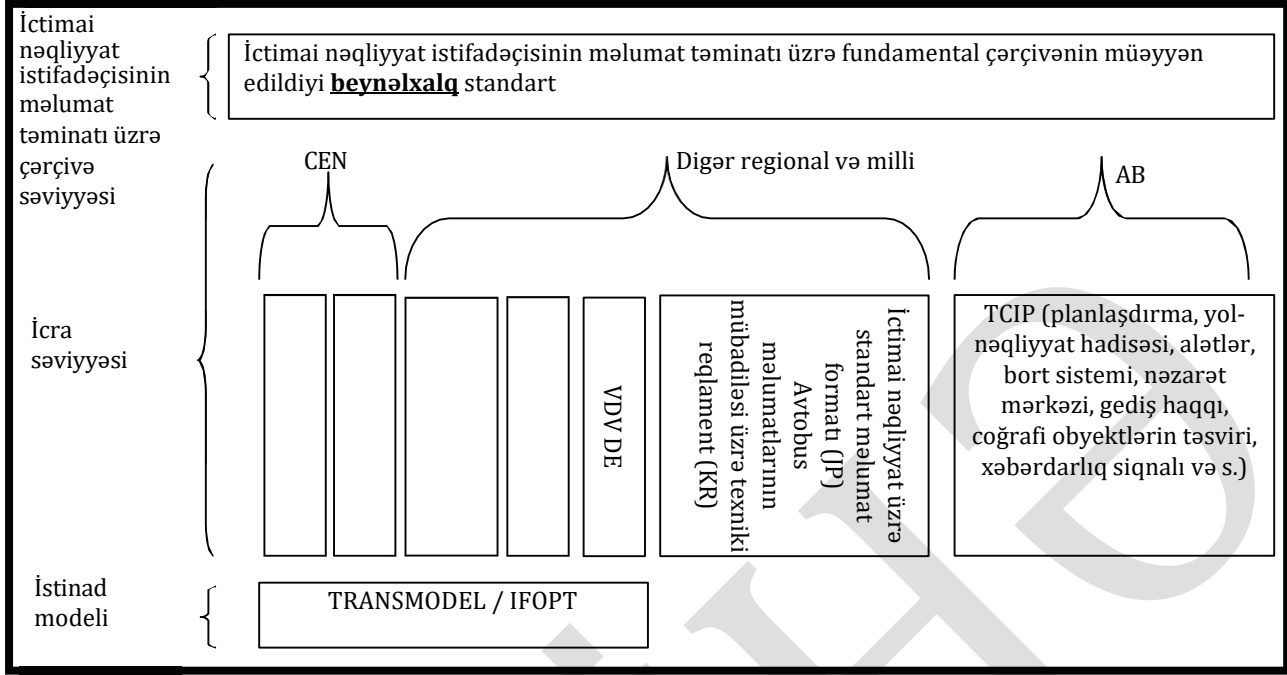 İctimai
nəqliyyat
istifadəçisinin
məlumat
təminatı üzrə
çərçivə
səviyyəsi
İctimai nəqliyyat istifadəçisinin məlumat təminatı üzrə fundamental çərçivənin müəyyən
edildiyi beynəlxalq standart
CEN
Digər regional və milli
AB
İcra
səviyyəsi
VDV DE
İctimai nəqliyyat üzrə
standart məlumat
formatı (JP)
Avtobus
məlumatlarının
mübadiləsi üzrə texniki
reqlament (KR)
TCIP (planlaşdırma, yol-
nəqliyyat hadisəsi, alətlər,
bort sistemi, nəzarət
mərkəzi, gediş haqqı,
coğrafi obyektlərin təsviri,
xəbərdarlıq siqnalı və s.)
İstinad
modeli
TRANSMODEL / IFOPT